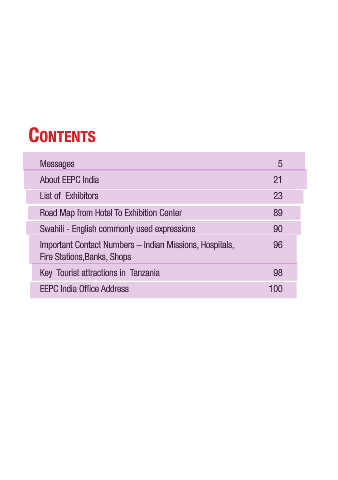 CONTENTS
Messages 5
About EEPC India 21
List of Exhibitors 23
Road Map from Hotel To Exhibition Center 89
Swahili - English commonly used expressions 90
Important Contact Numbers – Indian Missions, Hospitals, 96
Fire Stations,Banks, Shops
Key Tourist attractions in Tanzania 98
EEPC India Office Address 100